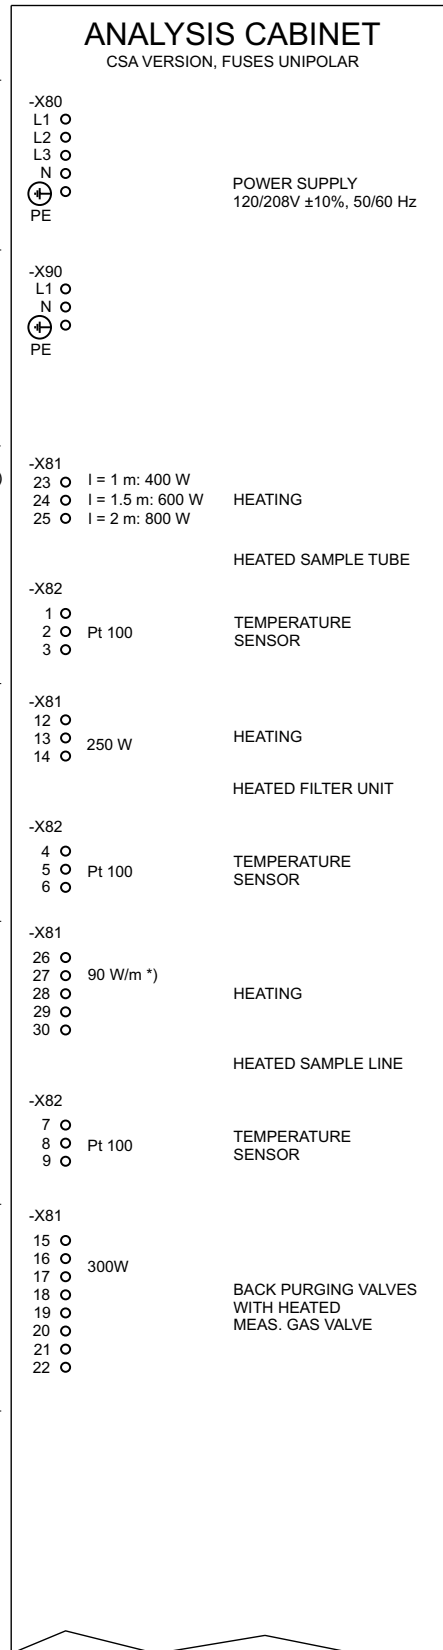 ANALYSIS CABINET
CSA VERSION, FUSES UNIPOLAR
-X80
L1
L2
L3
N
PE
POWER SUPPLY
120/208V ±10%, 50/60 Hz
-X90
L1
N
PE
-X81
23 l = 1 m: 400 W
24 l = 1.5 m: 600 W HEATING
25 l = 2 m: 800 W
HEATED SAMPLE TUBE
-X82
1
2 Pt 100
3
TEMPERATURE
SENSOR
-X81
12
13
14
250 W
HEATING
HEATED FILTER UNIT
-X82
4
5 Pt 100
6
TEMPERATURE
SENSOR
-X81
26
27 90 W/m *)
28 HEATING
29
30
HEATED SAMPLE LINE
-X82
7
8 Pt 100
9
TEMPERATURE
SENSOR
-X81
15
16
17
18
19
20
21
22
300W
BACK PURGING VALVES
WITH HEATED
MEAS. GAS VALVE